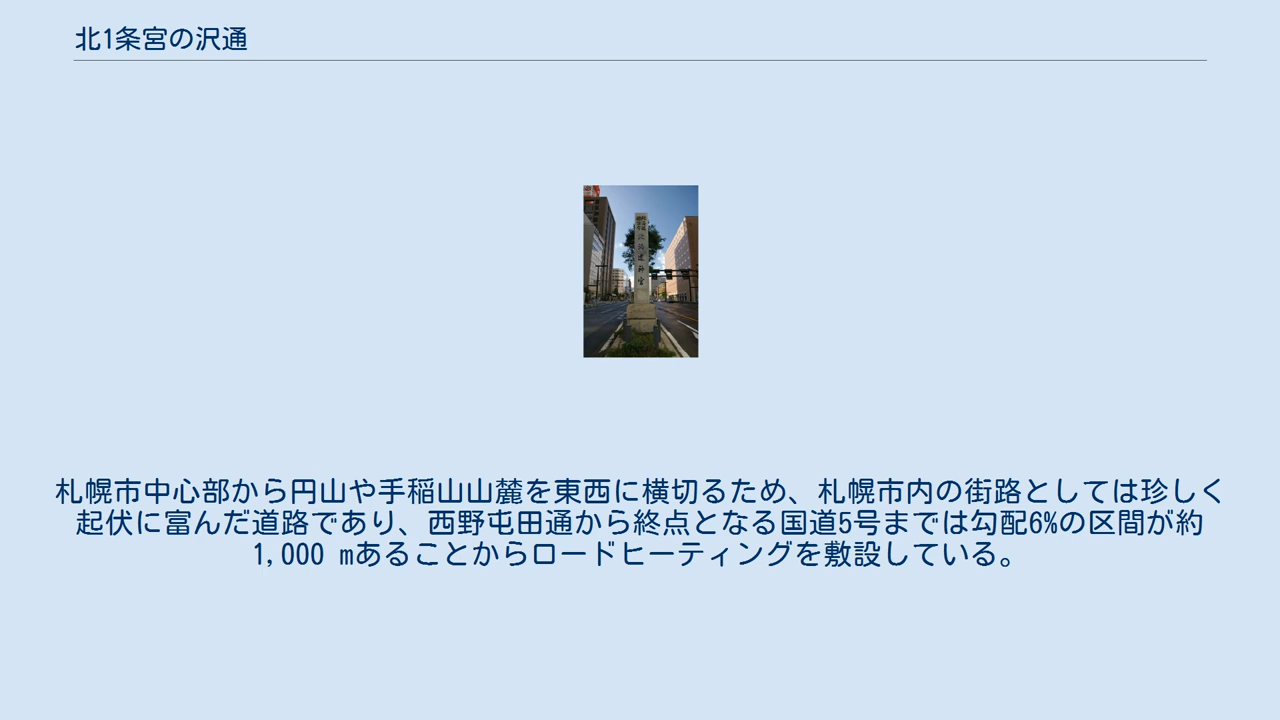 北1条宮の沢通
北海道神宮
札幌市中心部から円山や手稲山山麓を東西に横切るため、札幌市内の街路としては珍しく
起伏に富んだ道路であり、西野屯田通から終点となる国道5号までは勾配6%の区間が約
1,000 mあることからロードヒーティングを敷設している。